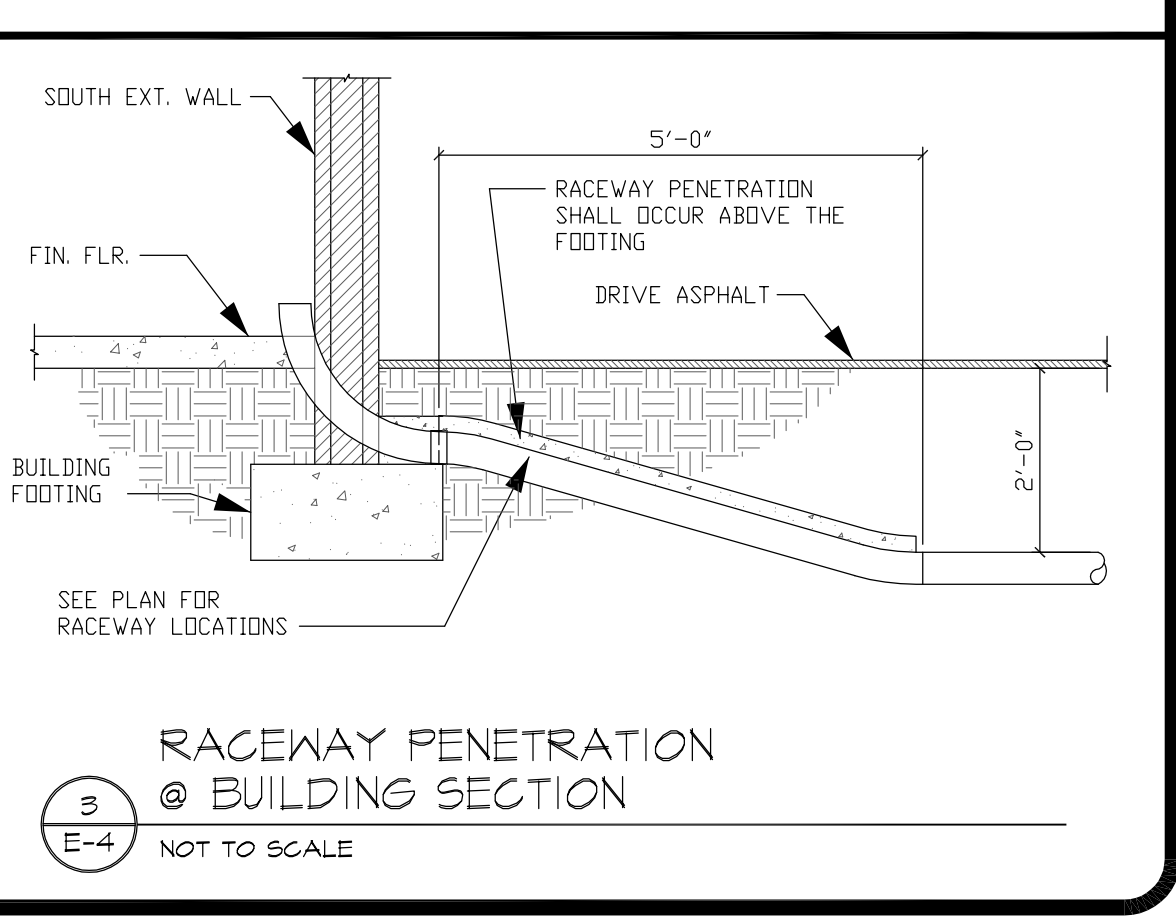 SOUTH EXT. WALL
5'-0"
RACEWAY PENETRATION
SHALL OCCUR ABOVE THE
FOOTING
FIN. FLR.
DRIVE ASPHALT
BUILDING
FOOTING
2'-0"
SEE PLAN FOR
RACEWAY LOCATIONS
RACEWAY PENETRATION
@ BUILDING SECTION
3
E-4
NOT TO SCALE